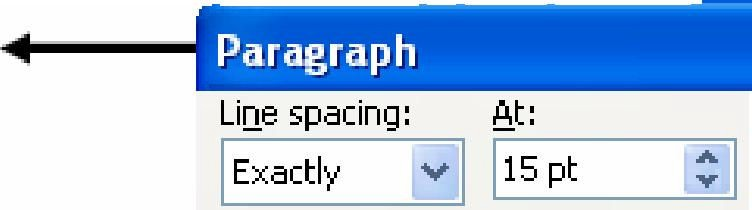 Paragraph
Line spacing: At:
Exactly 15 pt